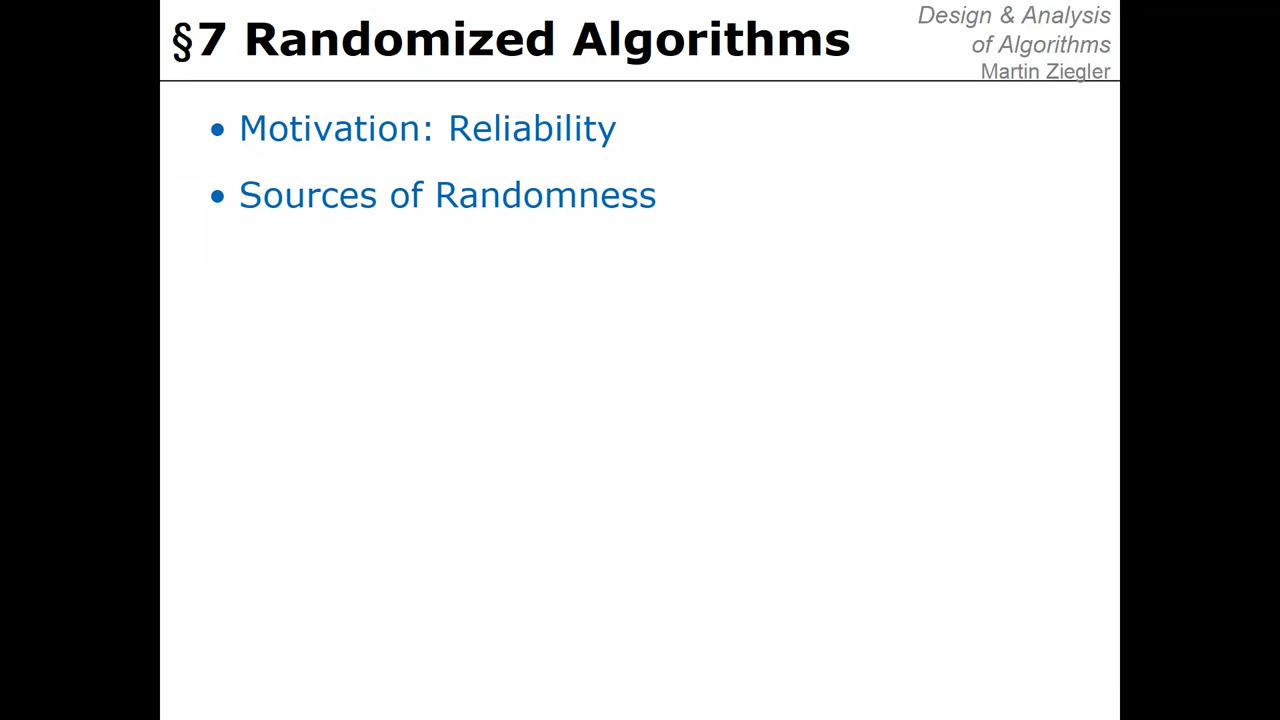 §7 Randomized Algorithms
Design & Analysis
of Algorithms
Martin Ziegler
• Motivation: Reliability
• Sources of Randomness